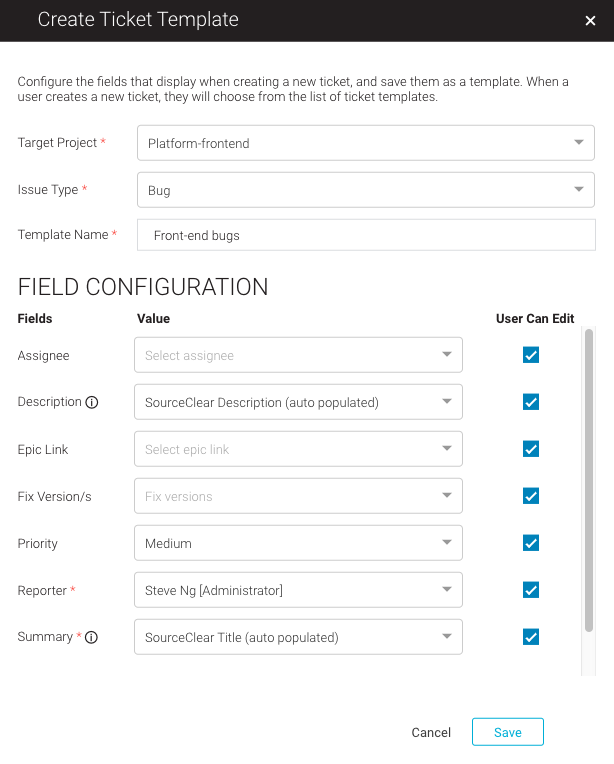 Create Ticket Template
Configure the fields that display when creating a new ticket, and save them as a template. When a
user creates a new ticket, they will choose from the list of ticket templates.
Target Project * Platform-frontend
Issue Type * Bug
Template Name * Front-end bugs
FIELD CONFIGURATION
Fields Value User Can Edit
Assignee Select assignee
Description SourceClear Description (auto populated)
Epic Link Select epic link
Fix Version/s Fix versions
Priority Medium
Reporter * Steve Ng [Administrator]
Summary * SourceClear Title (auto populated)
Cancel Save